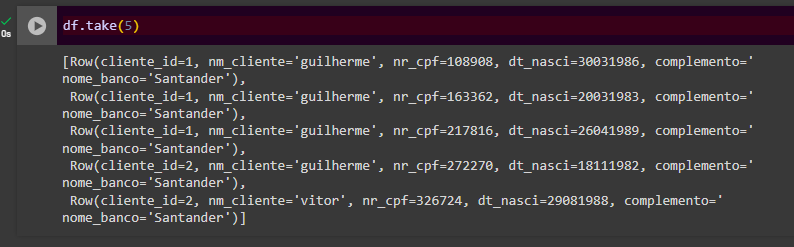 df.take(5)
0s
[Row(cliente_id=1, nm_cliente='guilherme', nr_cpf=108908, dt_nasci=30031986, complemento='
nome_banco='Santander'),
Row(cliente_id=1, nm_cliente='guilherme', nr_cpf=163362, dt_nasci=20031983, complemento='
nome_banco='Santander'),
Row(cliente_id=1, nm_cliente='guilherme', nr_cpf=217816, dt_nasci=26041989, complemento='
nome_banco='Santander'),
Row(cliente_id=2, nm_cliente='guilherme', nr_cpf=272270, dt_nasci=18111982, complemento='
nome_banco='Santander'),
Row(cliente_id=2, nm_cliente='vitor', nr_cpf=326724, dt_nasci=29081988, complemento='
nome_banco='Santander')]